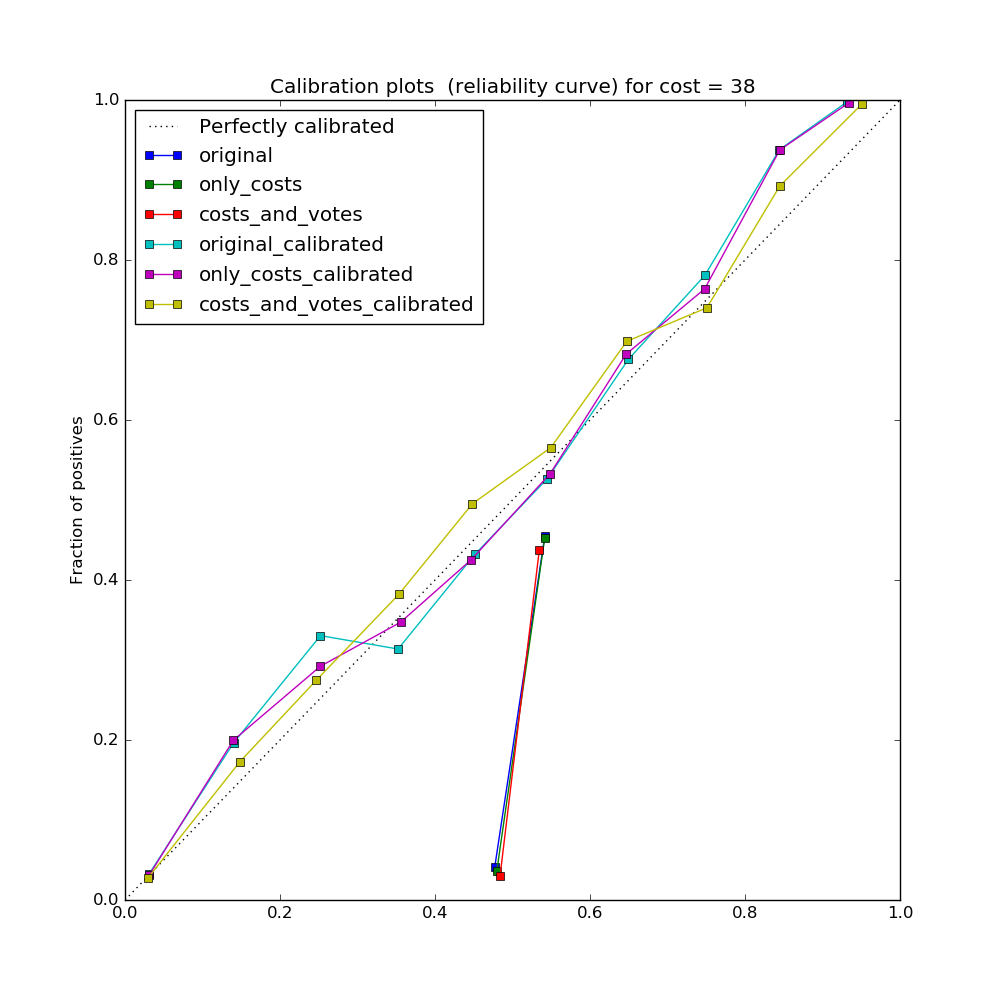 Calibration plots  (reliability curve) for cost = 38
1.0
Perfectly calibrated
original
only_costs
costs_and_votes
original_calibrated
only_costs_calibrated
costs_and_votes_calibrated
0.8
0.6
Fraction of positives
0.4
0.2
0.0
0.0 0.2 0.4 0.6 0.8 1.0